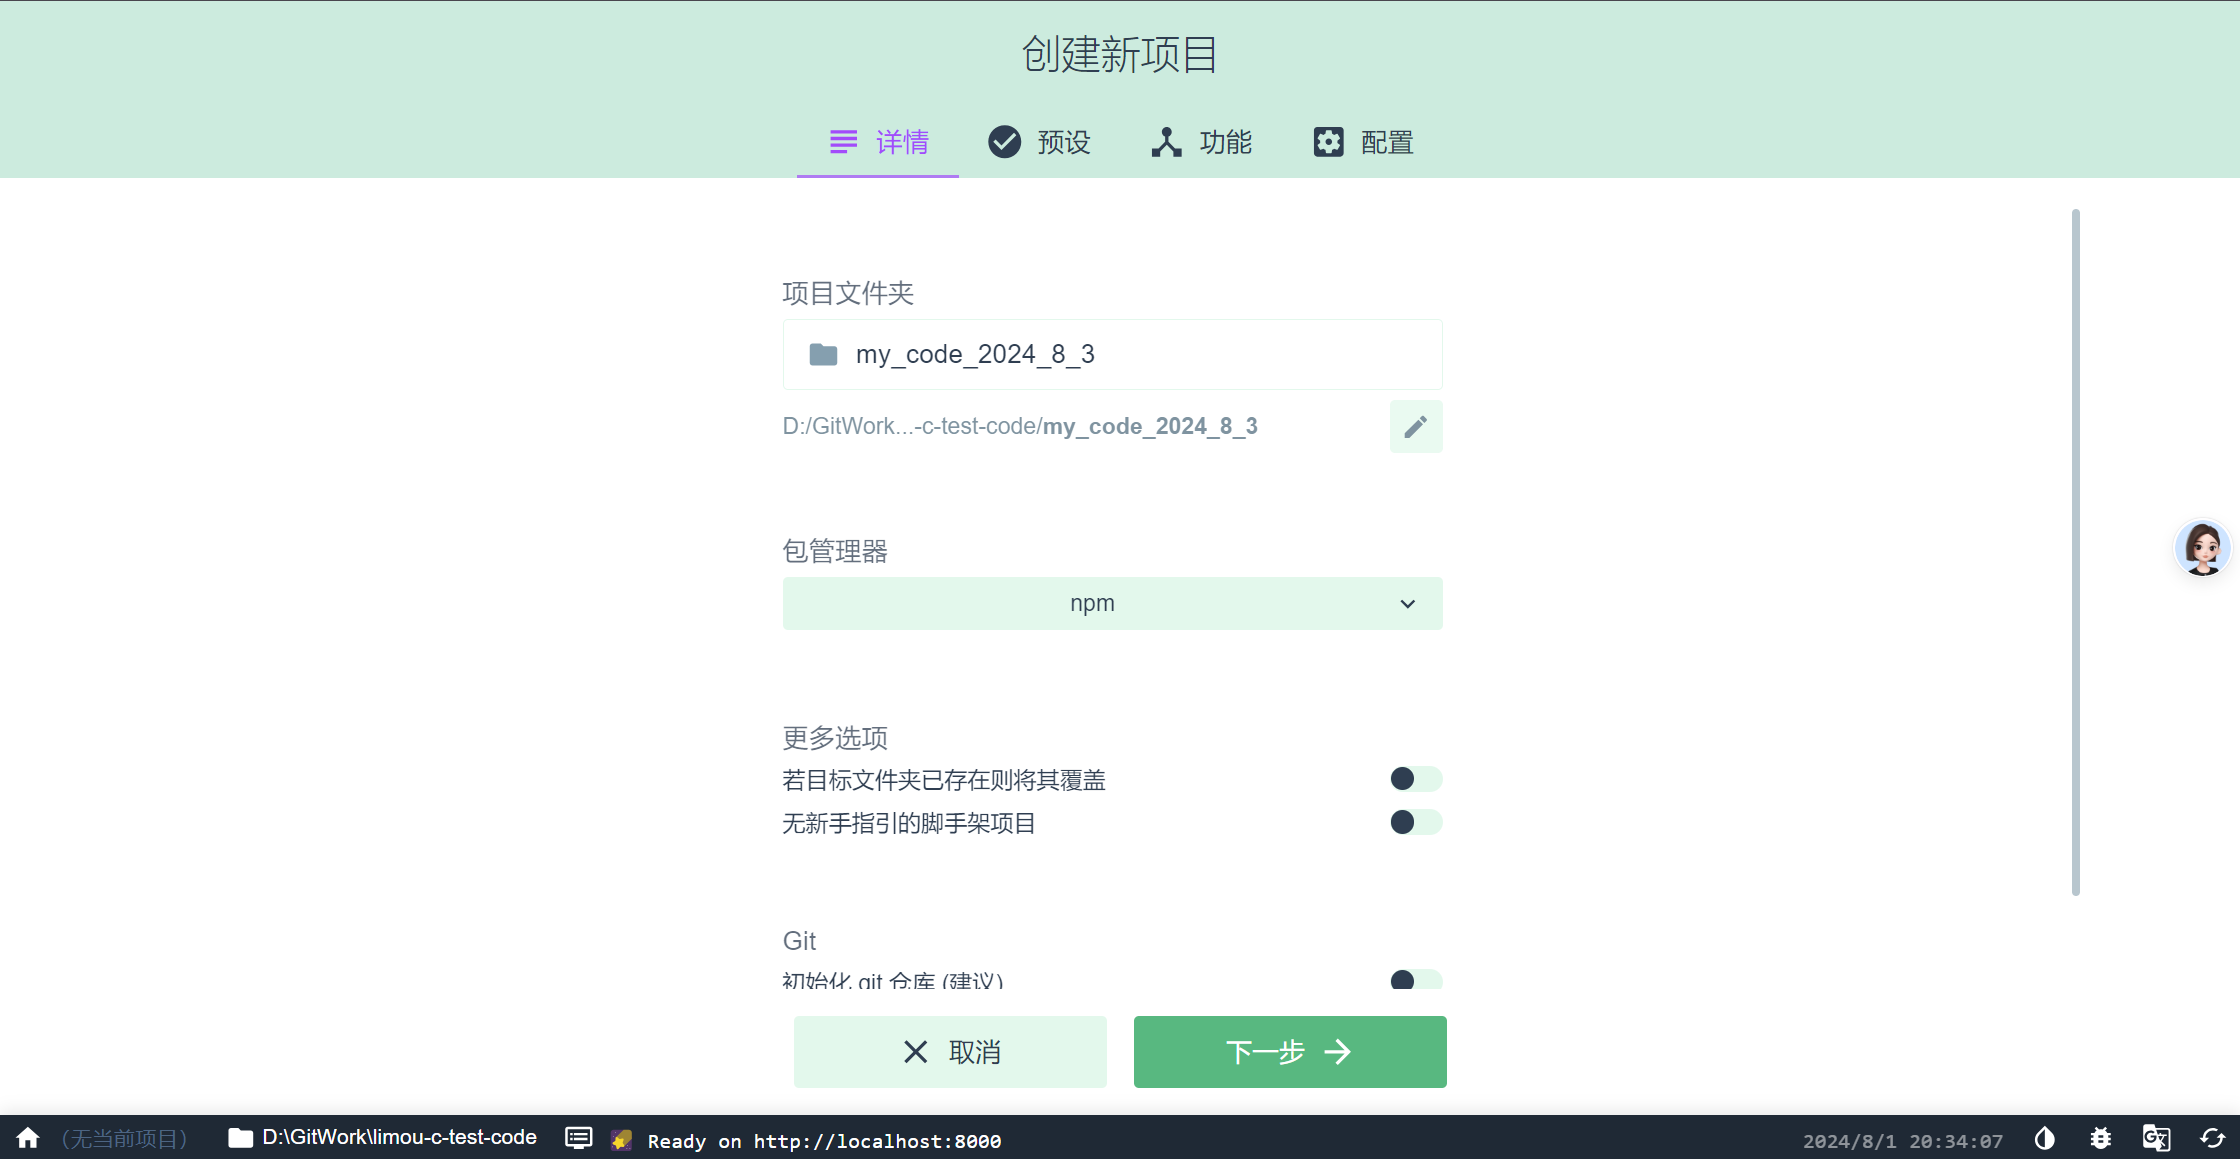 创建新项目
详情 预设 功能 配置
项目文件夹
my_code_2024_8_3
D:/GitWork...-c-test-code/my_code_2024_8_3
包管理器
npm
更多选项
若目标文件夹已存在则将其覆盖
无新手指引的脚手架项目
Git
初始化 git 仓库 (建议)
取消 下一步
(无当前项目) D:\GitWork\limou-c-test-code Ready on http://localhost:8000 2024/8/1 20:34:07